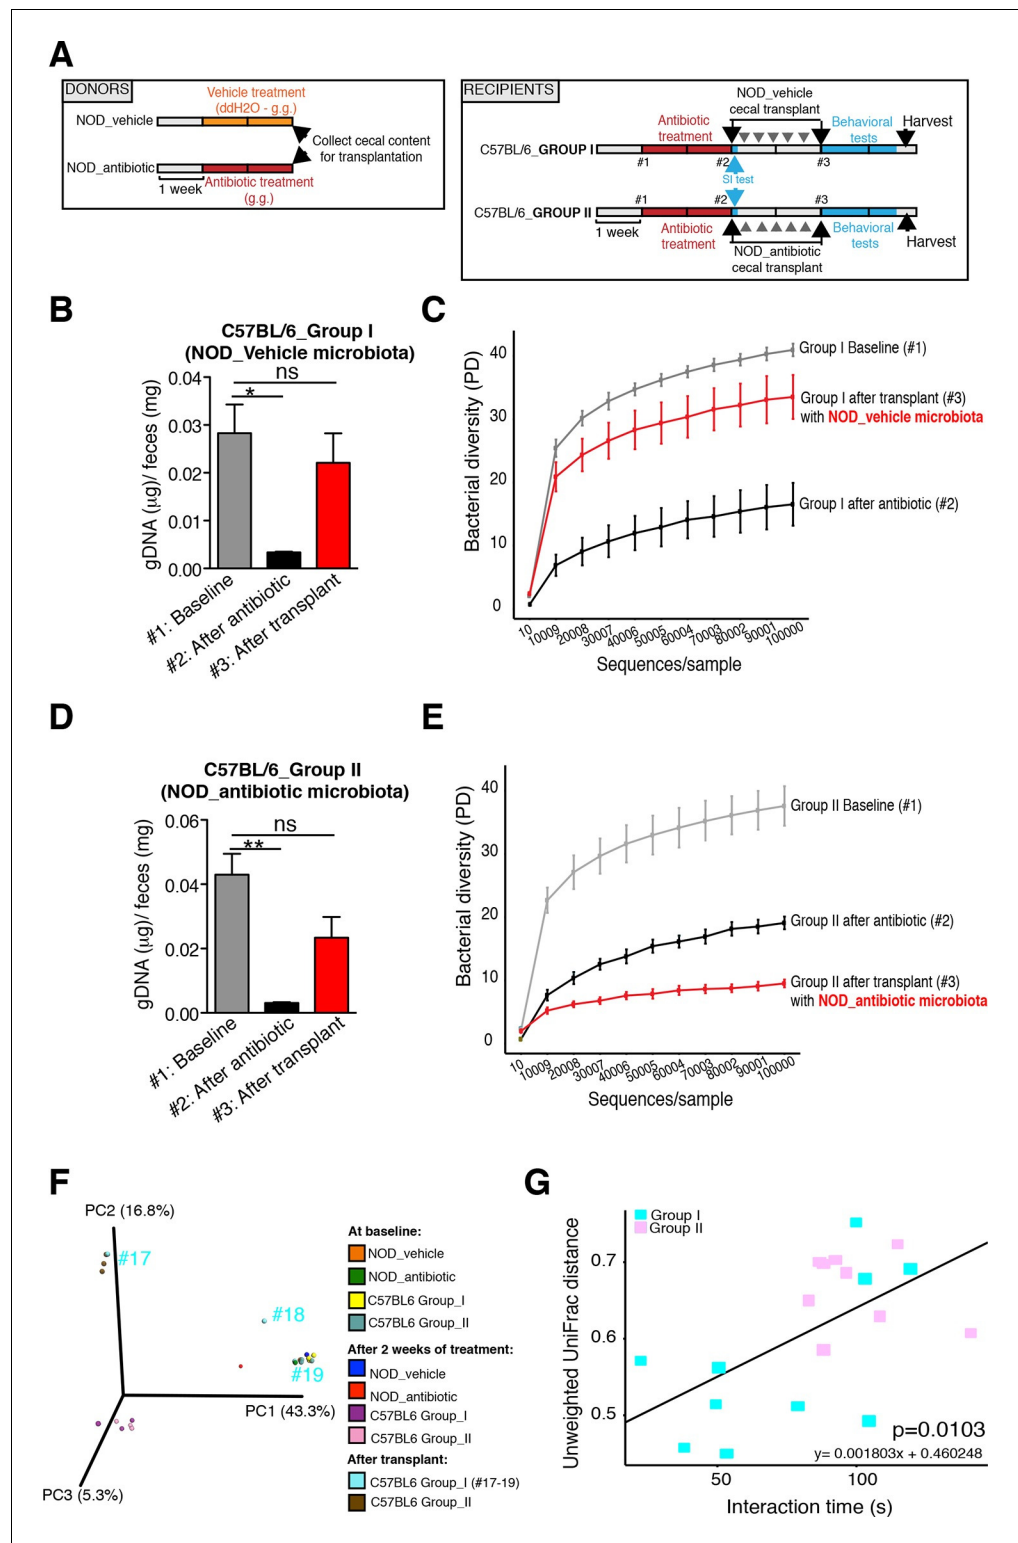 A
DONORS
Vehicle treatment
(ddH2O - g.g.)
NOD_vehicle
Collect cecal content
for transplantation
NOD_antibiotic
1 week
Antibiotic treatment
(g.g.)
RECIPIENTS
NOD_vehicle
cecal transplant
Antibiotic
treatment
Behavioral
tests
Harvest
C57BL/6_GROUP I
#1
#2
#3
SI test
#1
#2
#3
C57BL/6_GROUP II
1 week
Antibiotic
treatment
Behavioral
tests
Harvest
NOD_antibiotic
cecal transplant
B
C57BL/6_Group I
(NOD_Vehicle microbiota)
ns
*
gDNA (µg)/ feces (mg)
0.04
0.03
0.02
0.01
0.00
#1: Baseline
#2: After antibiotic
#3: After transplant
C
Bacterial diversity (PD)
40
30
20
10
0
Group I Baseline (#1)
Group I after transplant (#3)
with NOD_vehicle microbiota
Group I after antibiotic (#2)
10
10009
20008
30007
40006
50005
60004
70003
80002
90001
100000
Sequences/sample
D
C57BL/6_Group II
(NOD_antibiotic microbiota)
ns
**
gDNA (µg)/ feces (mg)
0.06
0.04
0.02
0.00
#1: Baseline
#2: After antibiotic
#3: After transplant
E
Bacterial diversity (PD)
40
30
20
10
0
Group II Baseline (#1)
Group II after antibiotic (#2)
Group II after transplant (#3)
with NOD_antibiotic microbiota
10
10009
20008
30007
40006
50005
60004
70003
80002
90001
100000
Sequences/sample
F
PC2 (16.8%)
#17
#18
#19
PC1 (43.3%)
PC3 (5.3%)
At baseline:
NOD_vehicle
NOD_antibiotic
C57BL6 Group_I
C57BL6 Group_II
After 2 weeks of treatment:
NOD_vehicle
NOD_antibiotic
C57BL6 Group_I
C57BL6 Group_II
After transplant:
C57BL6 Group_I (#17-19)
C57BL6 Group_II
G
Group I
Group II
Unweighted UniFrac distance
0.7
0.6
0.5
p=0.0103
y= 0.001803x + 0.460248
50
100
Interaction time (s)